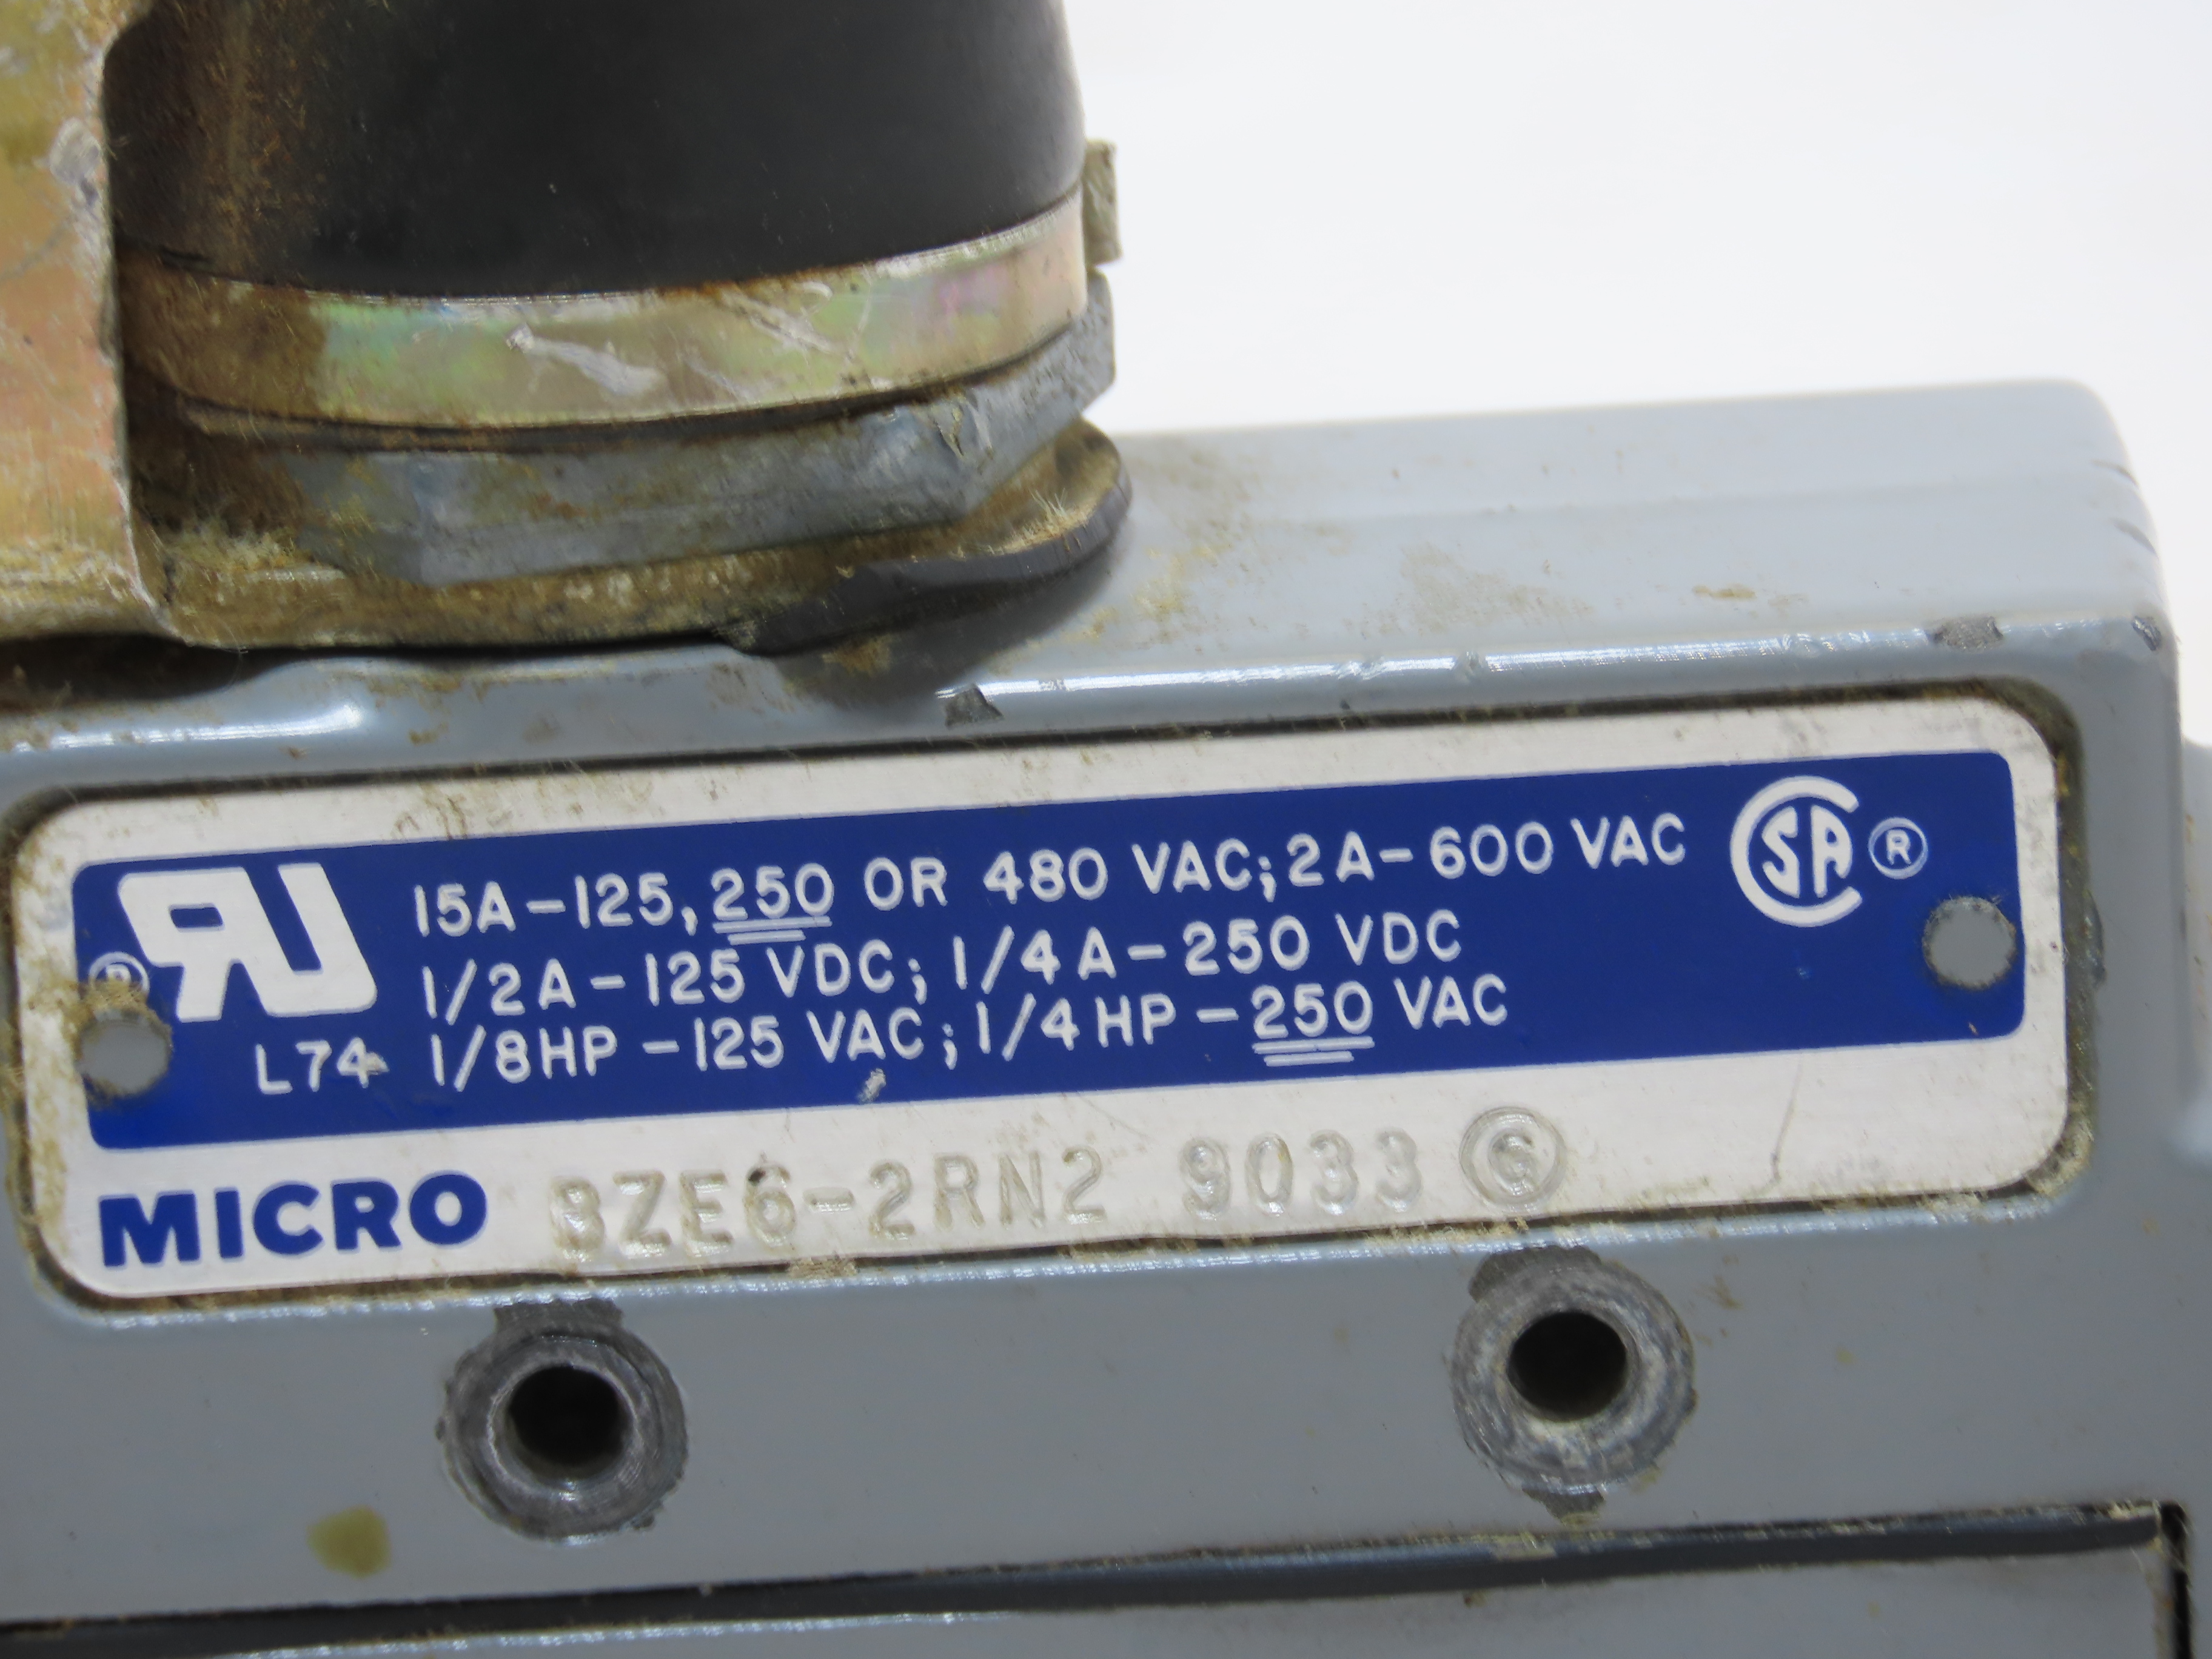 15A-125, 250 OR 480 VAC; 2A-600 VAC
1/2A-125 VDC; 1/4A-250 VDC
L74 1/8HP-125 VAC; 1/4HP-250 VAC
MICRO BZE6-2RN2 9033 G